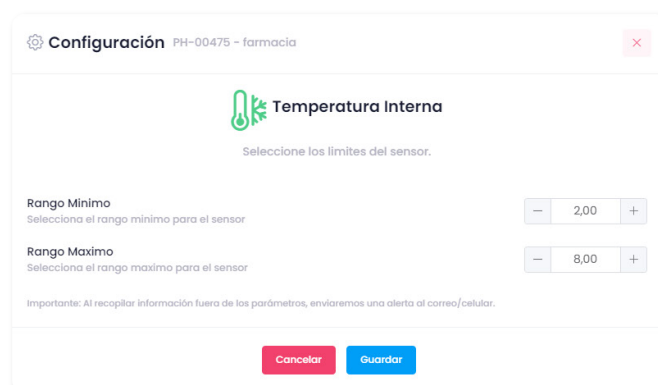 Configuración PH-00475 - farmacia
Temperatura Interna
Seleccione los limites del sensor.
Rango Minimo
Selecciona el rango minimo para el sensor
2,00
Rango Maximo
Selecciona el rango maximo para el sensor
8,00
Importante: Al recopilar información fuera de los parámetros, enviaremos una alerta al correo/celular.
Cancelar Guardar